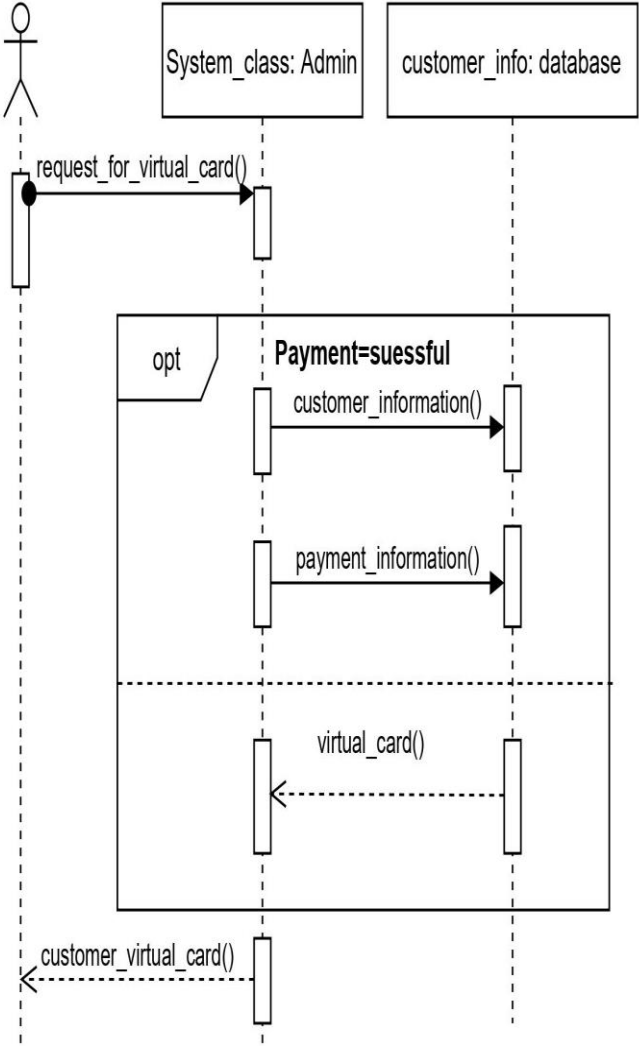 System_class: Admin
customer_info: database
request_for_virtual_card()
opt
Payment=suessful
customer_information()
payment_information()
virtual_card()
customer_virtual_card()